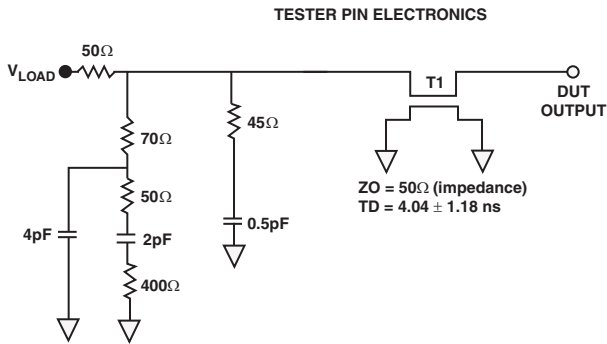 TESTER PIN ELECTRONICS
50Ω
VLOAD
T1
DUT
OUTPUT
70Ω
45Ω
50Ω
ZO = 50Ω (impedance)
TD = 4.04 ± 1.18 ns
4pF
2pF
0.5pF
400Ω